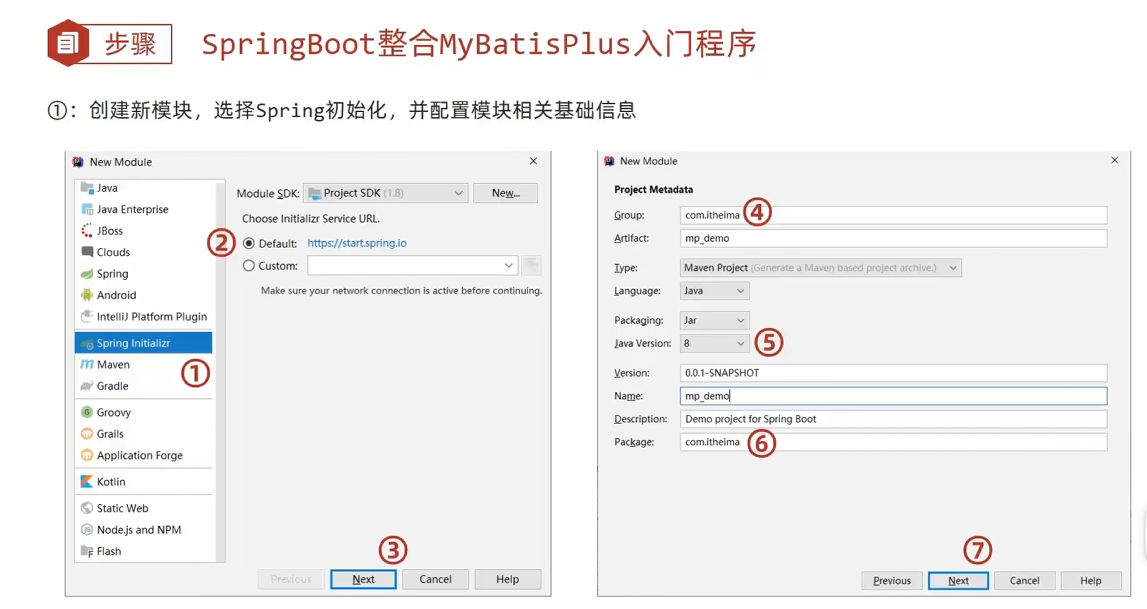 步骤
SpringBoot整合MyBatisPlus入门程序
①：创建新模块，选择Spring初始化，并配置模块相关基础信息
New Module
Java
Java Enterprise
JBoss
Clouds
Spring
Android
IntelliJ Platform Plugin
Spring Initializr
①
Maven
Gradle
Groovy
Grails
Application Forge
Kotlin
Static Web
Node.js and NPM
Flash
Module SDK: Project SDK (1.8) New...
Choose Initializr Service URL.
② Default: https://start.spring.io
Custom:
Make sure your network connection is active before continuing.
③
Previous Next Cancel Help
New Module
Project Metadata
Group: com.itheima ④
Artifact: mp_demo
Type: Maven Project (Generate a Maven based project archive.)
Language: Java
Packaging: Jar
Java Version: 8 ⑤
Version: 0.0.1-SNAPSHOT
Name: mp_demo
Description: Demo project for Spring Boot
Package: com.itheima ⑥
⑦
Previous Next Cancel Help